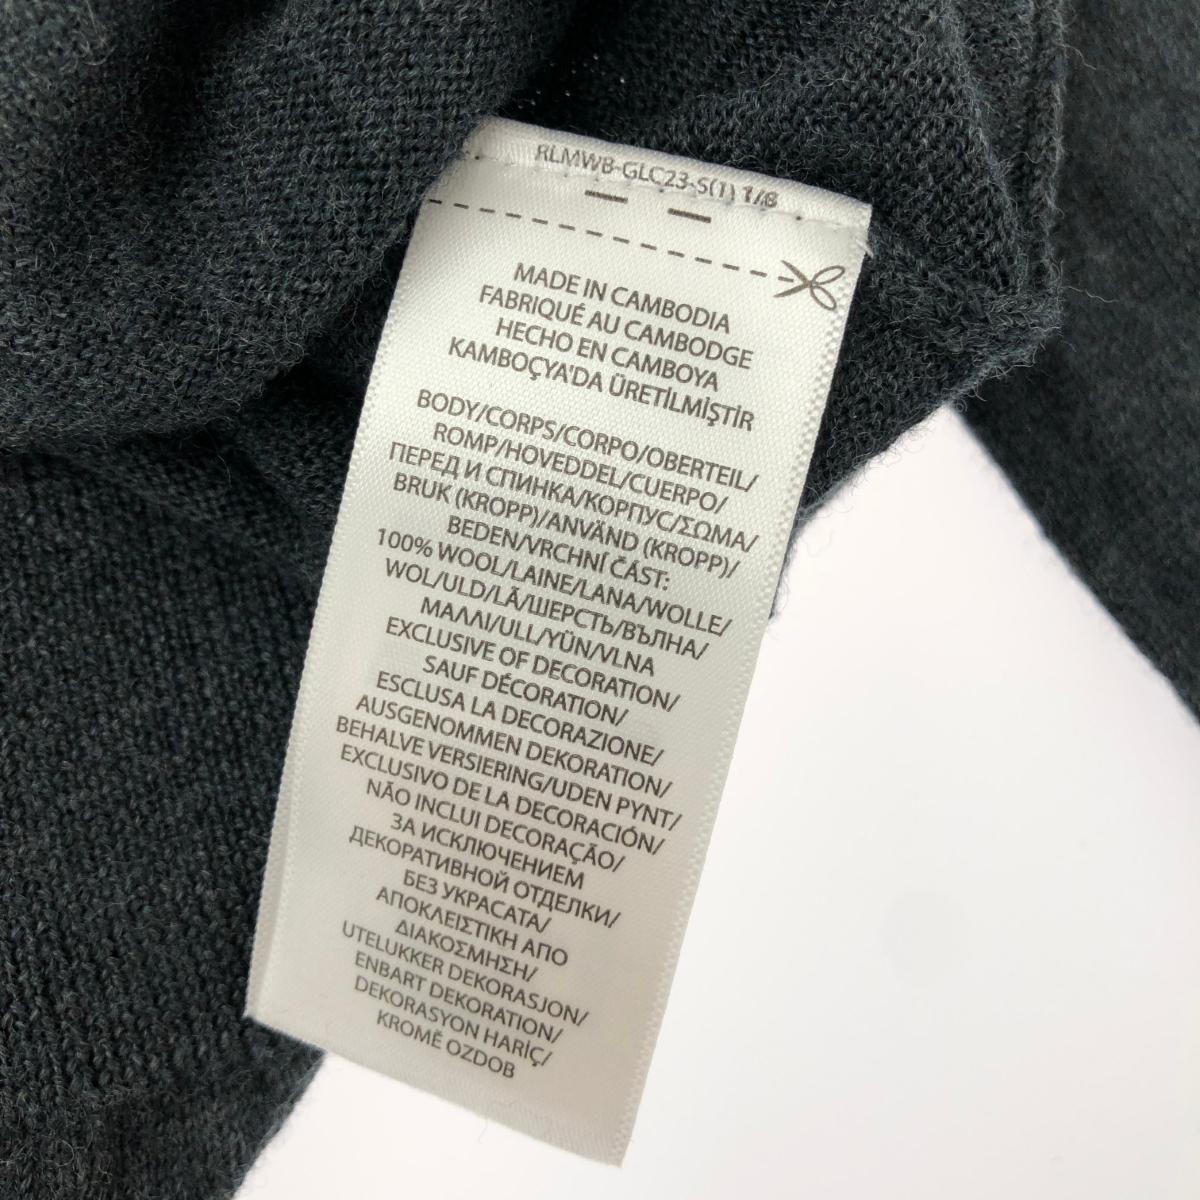 RLMWB-GLC23-S(1) 1/8
MADE IN CAMBODIA
FABRIQUÉ AU CAMBODGE
HECHO EN CAMBOYA
KAMBOÇYA'DA ÜRETİLMİŞTİR
BODY/CORPS/CORPO/OBERTEIL/
ROMP/HOVEDDEL/CUERPO/
ПЕРЕД И СПИНКА/КОРПУС/ΣΩΜΑ/
BRUK (KROPP)/ANVÄND (KROPP)/
BEDEN/VRCHNÍ ČÁST:
100% WOOL/LAINE/LANA/WOLLE/
WOL/ULD/LÃ/ШЕРСТЬ/ВЪЛНА/
ΜΑΛΛΙ/ULL/YÜN/VLNA
EXCLUSIVE OF DECORATION/
SAUF DÉCORATION/
ESCLUSA LA DECORAZIONE/
AUSGENOMMEN DEKORATION/
BEHALVE VERSIERING/UDEN PYNT/
EXCLUSIVO DE LA DECORACIÓN/
NÃO INCLUI DECORAÇÃO/
ЗА ИСКЛЮЧЕНИЕМ
ДЕКОРАТИВНОЙ ОТДЕЛКИ/
БЕЗ УКРАСАТА/
ΑΠΟΚΛΕΙΣΤΙΚΗ ΑΠΟ
ΔΙΑΚΟΣΜΗΣΗ/
UTELUKKER DEKORASJON/
ENBART DEKORATION/
DEKORASYON HARİÇ/
KROMĚ OZDOB